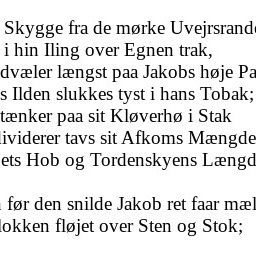 Skygge fra de mørke Uvejrsrande
i hin Iling over Egnen trak,
dvæler længst paa Jakobs høje Pa
s Ilden slukkes tyst i hans Tobak;
tænker paa sit Kløverhø i Stak
dividerer tavs sit Afkoms Mængde
ets Hob og Tordenskyens Længd
før den snilde Jakob ret faar mæl
lokken fløjet over Sten og Stok;